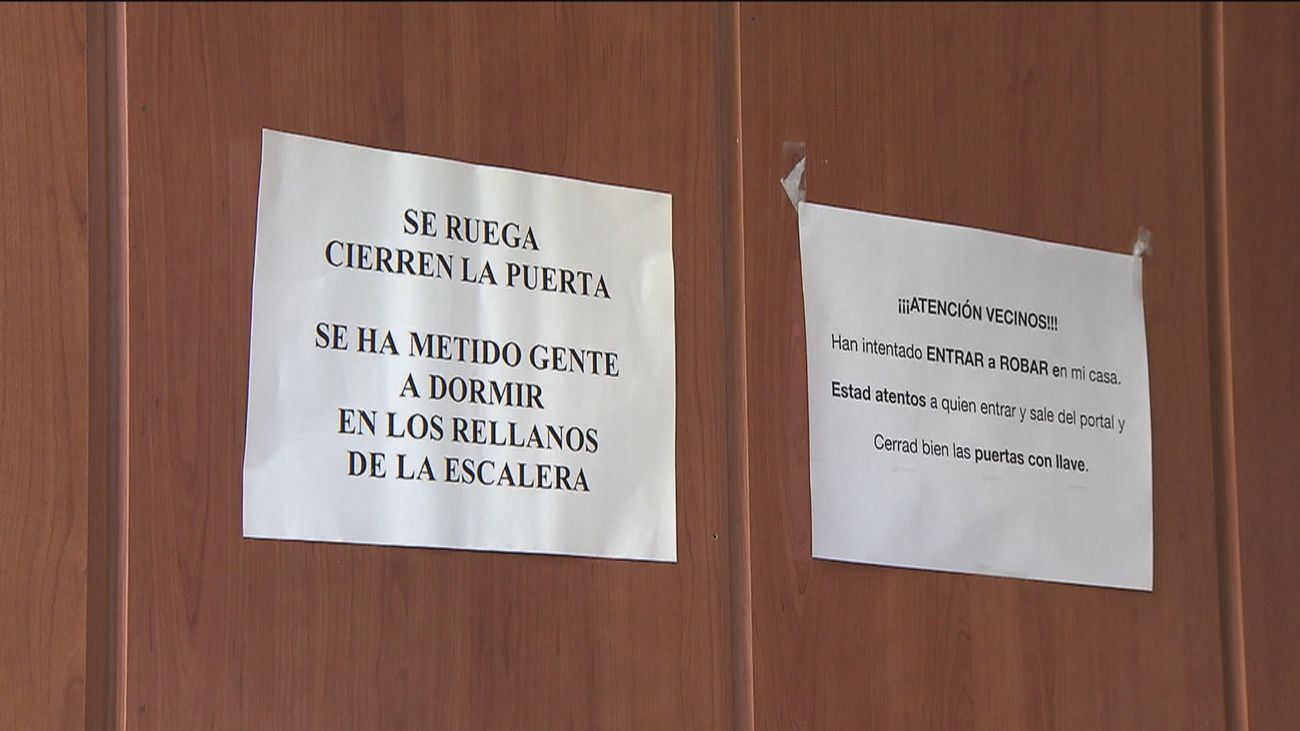 SE RUEGA
CIERREN LA PUERTA
SE HA METIDO GENTE
A DORMIR
EN LOS RELLANOS
DE LA ESCALERA
¡¡¡ATENCIÓN VECINOS!!!
Han intentado ENTRAR a ROBAR en mi casa.
Estad atentos a quien entrar y sale del portal y
Cerrad bien las puertas con llave.